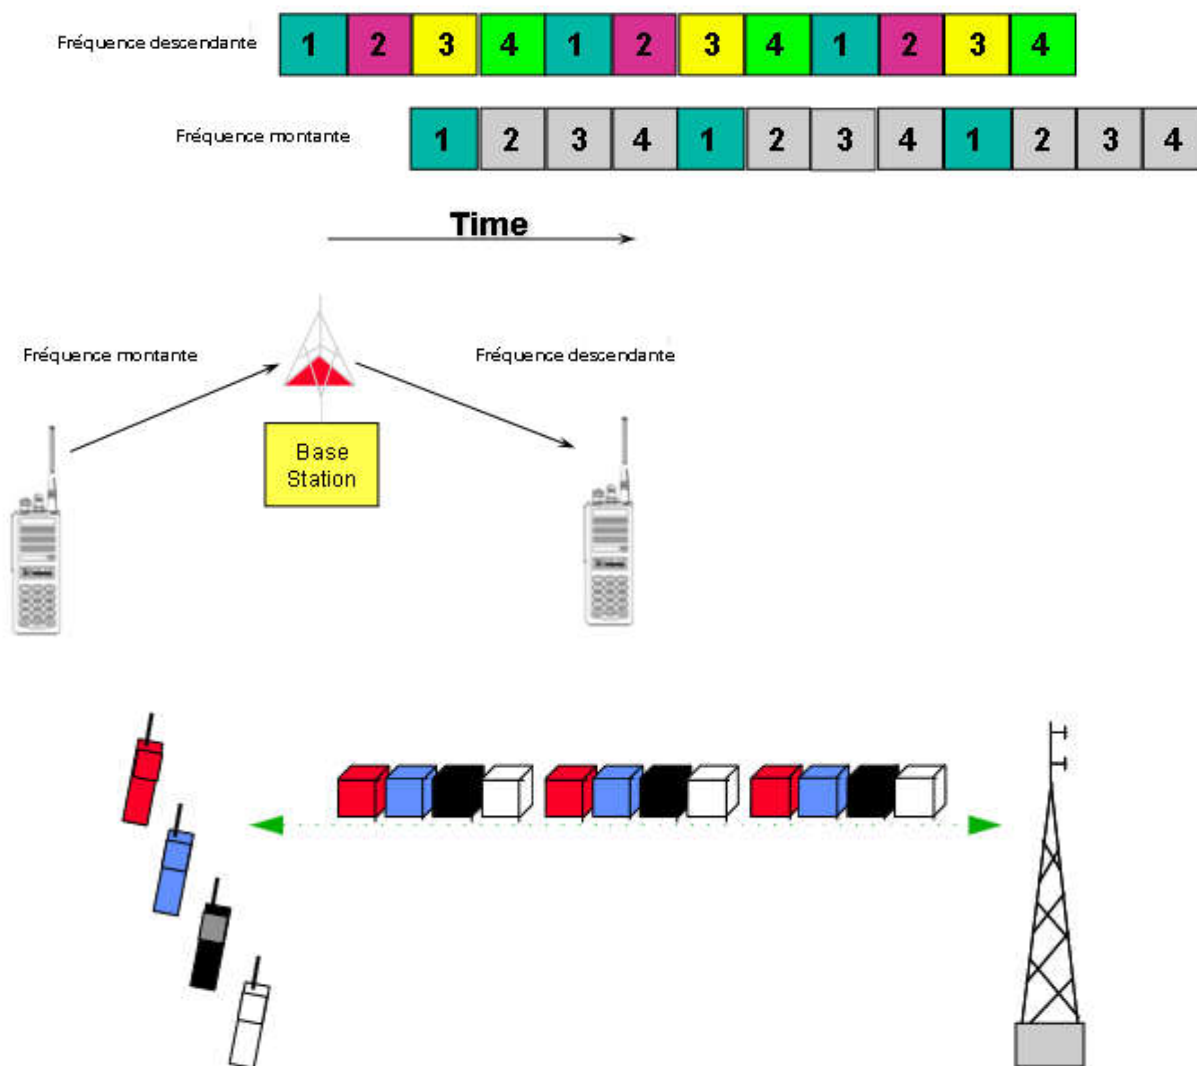 Fréquence descendante 1 2 3 4 1 2 3 4 1 2 3 4
Fréquence montante 1 2 3 4 1 2 3 4 1 2 3 4
Time
Fréquence montante
Fréquence descendante
Base
Station